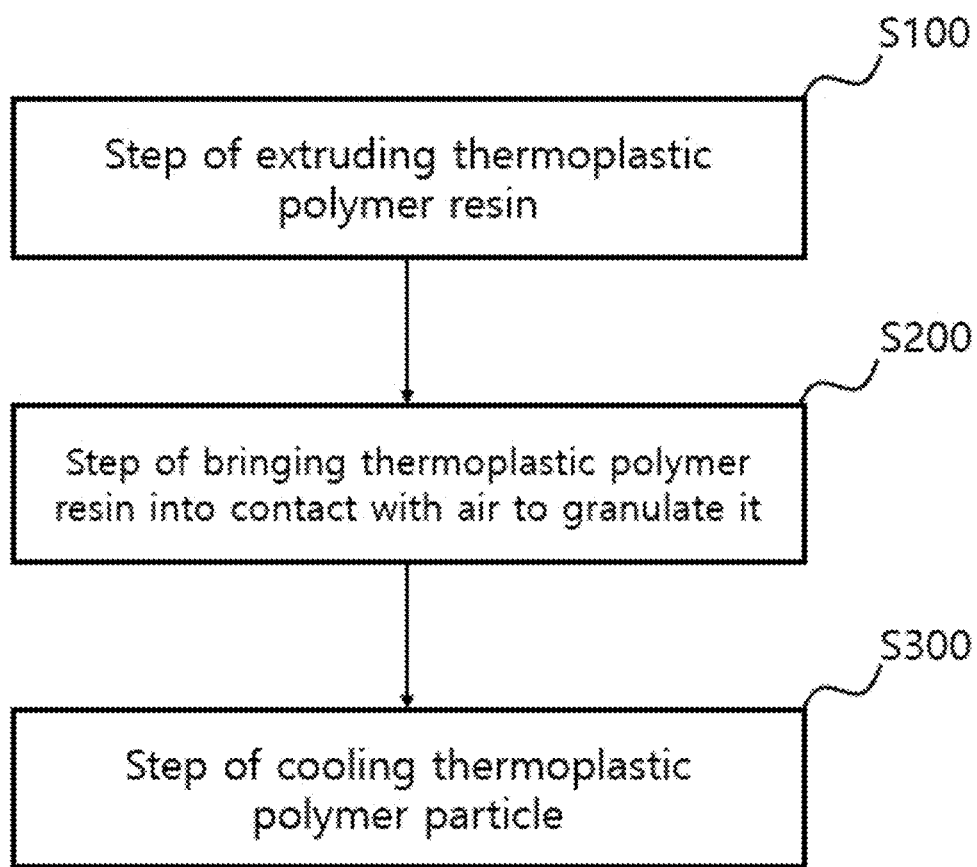 S100
Step of extruding thermoplastic
polymer resin
S200
Step of bringing thermoplastic polymer
resin into contact with air to granulate it
S300
Step of cooling thermoplastic
polymer particle